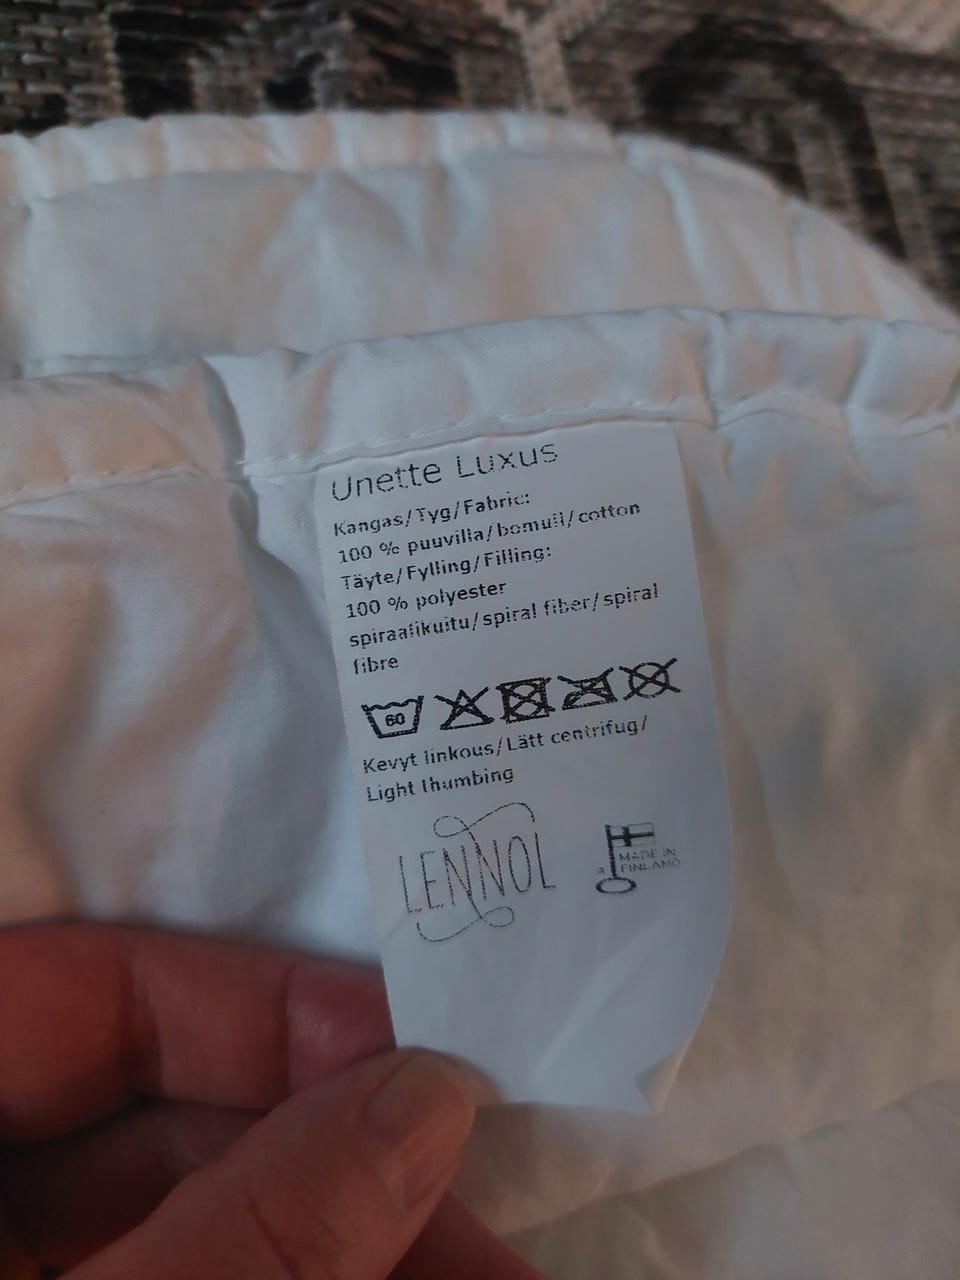 Unette Luxus
Kangas/Tyg/Fabric:
100 % puuvilla/bomull/cotton
Täyte/Fylling/Filling:
100 % polyester
spiraalikuitu/spiral fiber/spiral
fibre
60
Kevyt linkous/Lätt centrifug/
Light thumbing
LENNOL
MADE IN
FINLAND